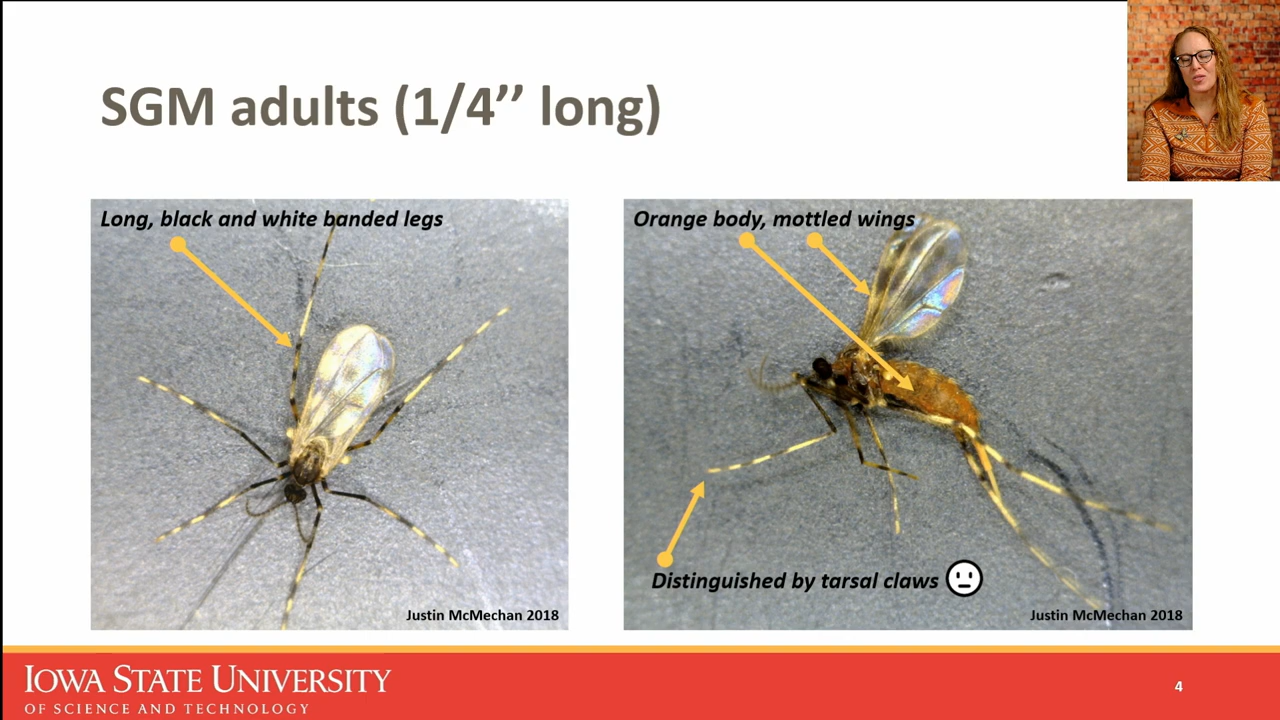 SGM adults (1/4’’ long)
Long, black and white banded legs
Orange body, mottled wings
Distinguished by tarsal claws
Justin McMechan 2018
Justin McMechan 2018
IOWA STATE UNIVERSITY
OF SCIENCE AND TECHNOLOGY
4